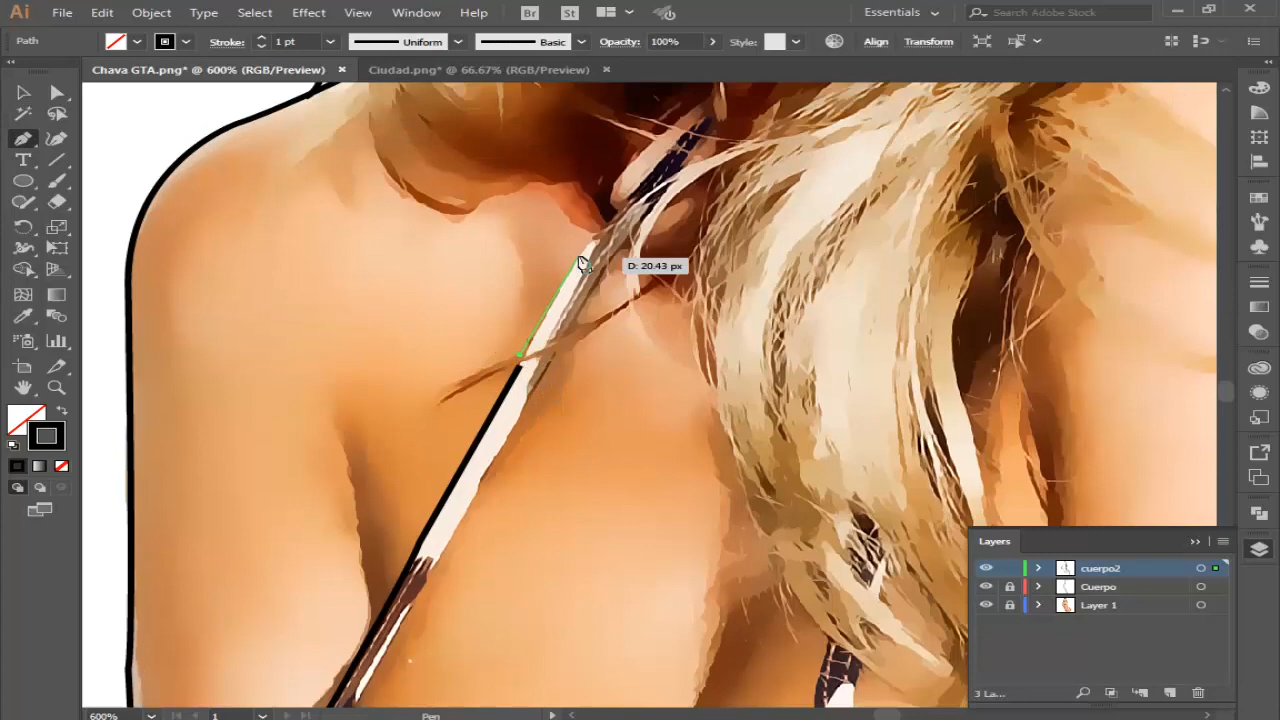 Ai File Edit Object Type Select Effect View Window Help Br St Essentials Search Adobe Stock
Path Stroke: 1 pt Uniform Basic Opacity: 100% Style: Align Transform
Chava GTA.png* @ 600% (RGB/Preview) × Ciudad.png* @ 66.67% (RGB/Preview) ×
D: 20.43 px
Layers
cuerpo2
Cuerpo
Layer 1
3 La...
600% 1 Pen